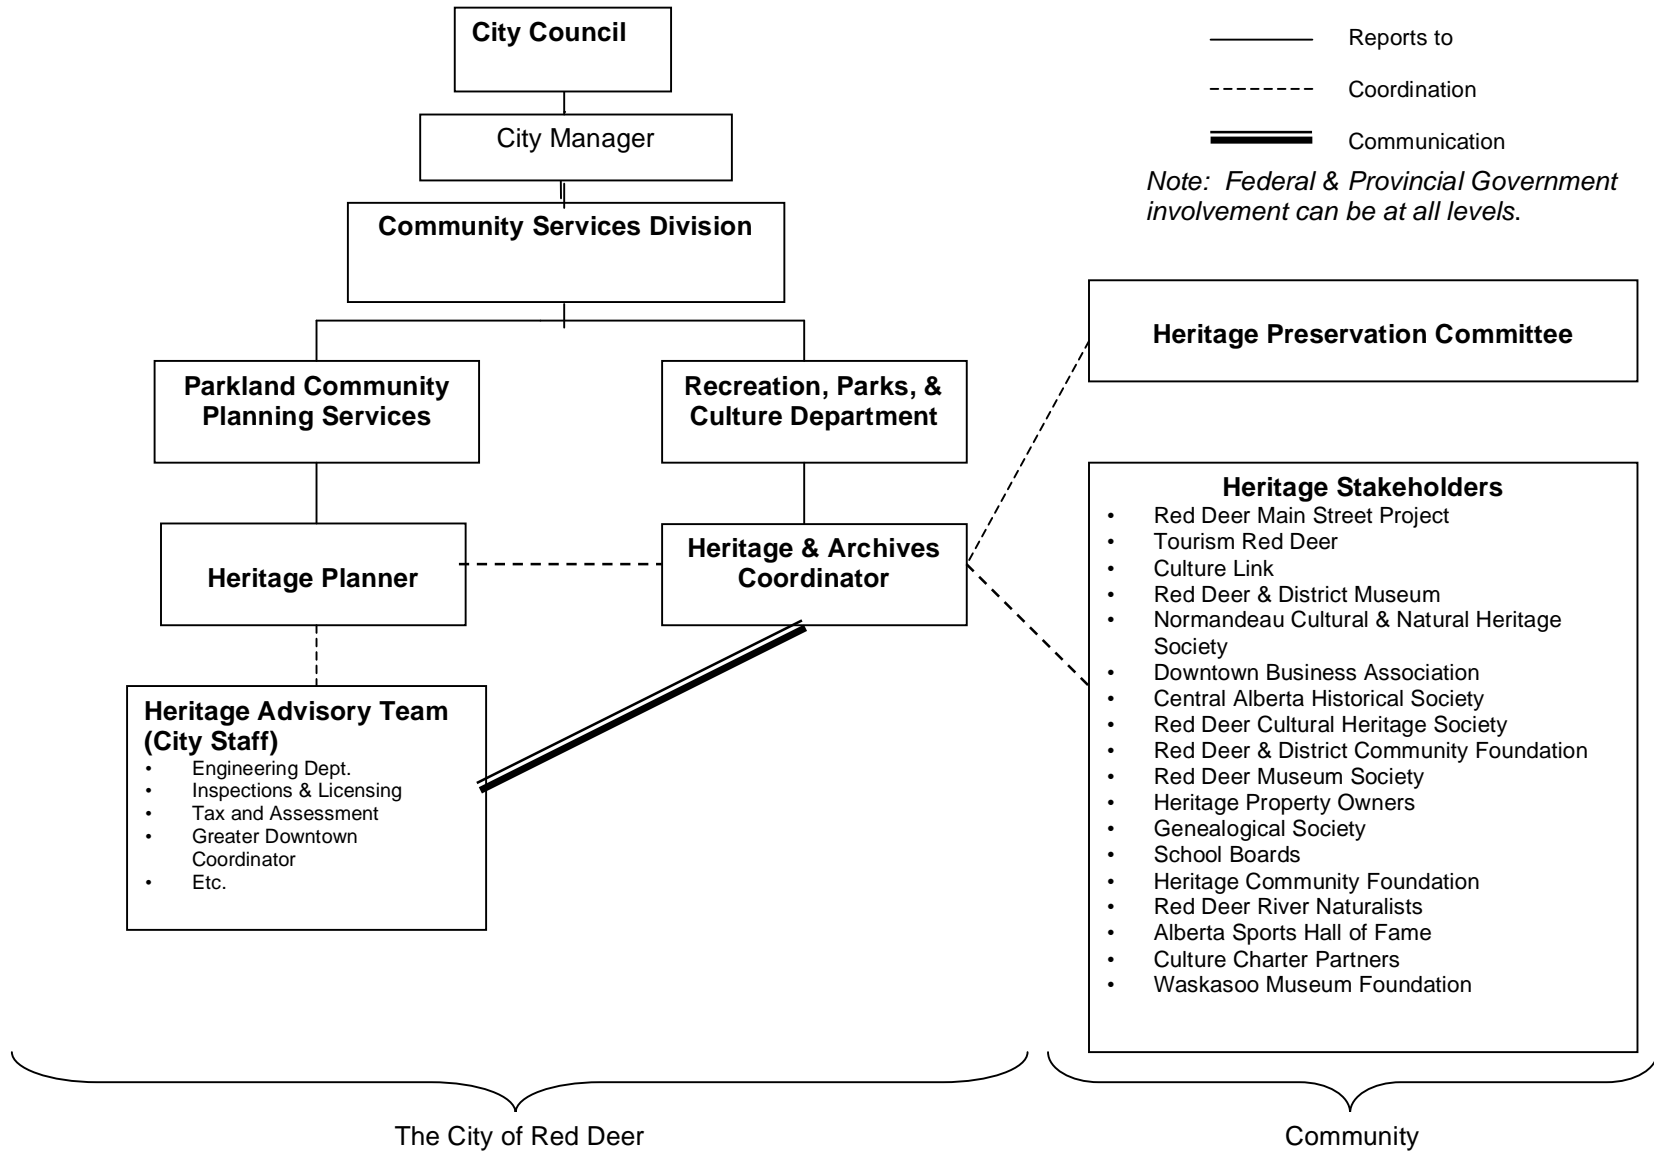 City Council
City Manager
Community Services Division
Parkland Community
Planning Services
Recreation, Parks, &
Culture Department
Heritage Planner
Heritage & Archives
Coordinator
Heritage Advisory Team
(City Staff)
• Engineering Dept.
• Inspections & Licensing
• Tax and Assessment
• Greater Downtown
Coordinator
• Etc.
Reports to
Coordination
Communication
Note: Federal & Provincial Government
involvement can be at all levels.
Heritage Preservation Committee
Heritage Stakeholders
• Red Deer Main Street Project
• Tourism Red Deer
• Culture Link
• Red Deer & District Museum
• Normandeau Cultural & Natural Heritage
Society
• Downtown Business Association
• Central Alberta Historical Society
• Red Deer Cultural Heritage Society
• Red Deer & District Community Foundation
• Red Deer Museum Society
• Heritage Property Owners
• Genealogical Society
• School Boards
• Heritage Community Foundation
• Red Deer River Naturalists
• Alberta Sports Hall of Fame
• Culture Charter Partners
• Waskasoo Museum Foundation
The City of Red Deer
Community